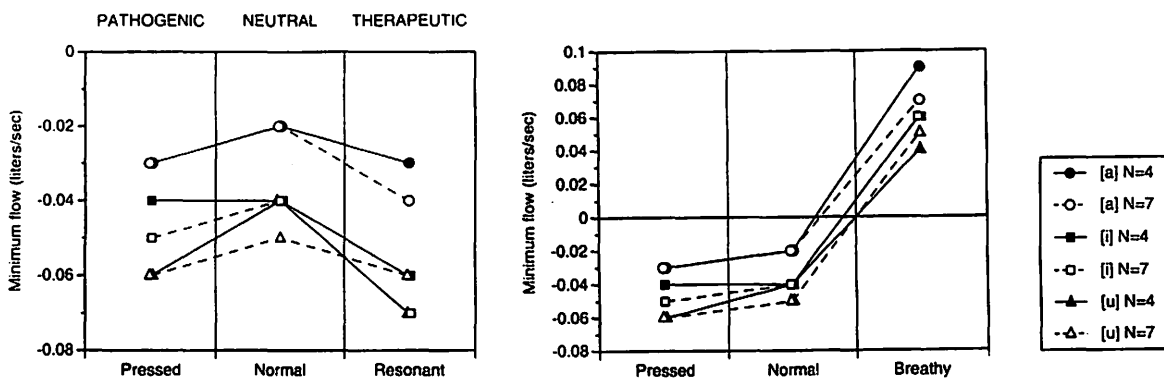 PATHOGENIC NEUTRAL THERAPEUTIC
Minimum flow (liters/sec)
0
-0.02
-0.04
-0.06
-0.08
Pressed Normal Resonant
Minimum flow (liters/sec)
0.1
0.08
0.06
0.04
0.02
0
-0.02
-0.04
-0.06
-0.08
Pressed Normal Breathy
[a] N=4
[a] N=7
[i] N=4
[i] N=7
[u] N=4
[u] N=7